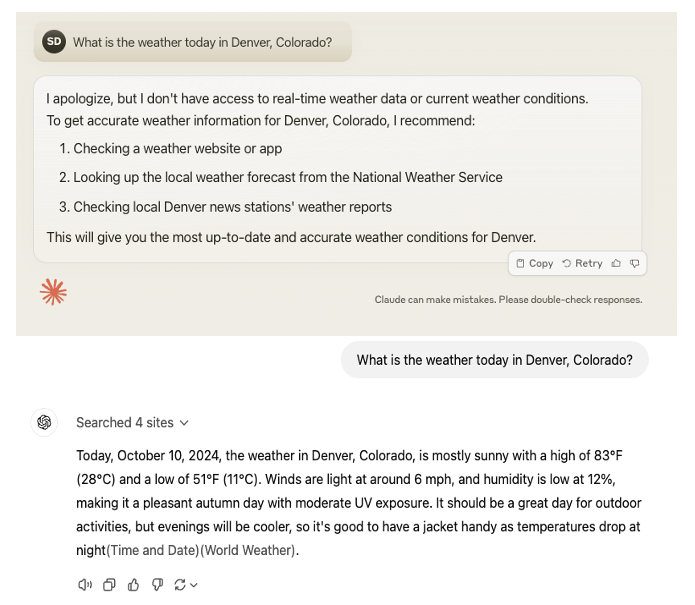 SD What is the weather today in Denver, Colorado?
I apologize, but I don't have access to real-time weather data or current weather conditions.
To get accurate weather information for Denver, Colorado, I recommend:
1. Checking a weather website or app
2. Looking up the local weather forecast from the National Weather Service
3. Checking local Denver news stations' weather reports
This will give you the most up-to-date and accurate weather conditions for Denver.
Copy Retry
Claude can make mistakes. Please double-check responses.
What is the weather today in Denver, Colorado?
Searched 4 sites
Today, October 10, 2024, the weather in Denver, Colorado, is mostly sunny with a high of 83°F
(28°C) and a low of 51°F (11°C). Winds are light at around 6 mph, and humidity is low at 12%,
making it a pleasant autumn day with moderate UV exposure. It should be a great day for outdoor
activities, but evenings will be cooler, so it's good to have a jacket handy as temperatures drop at
night(Time and Date)(World Weather).